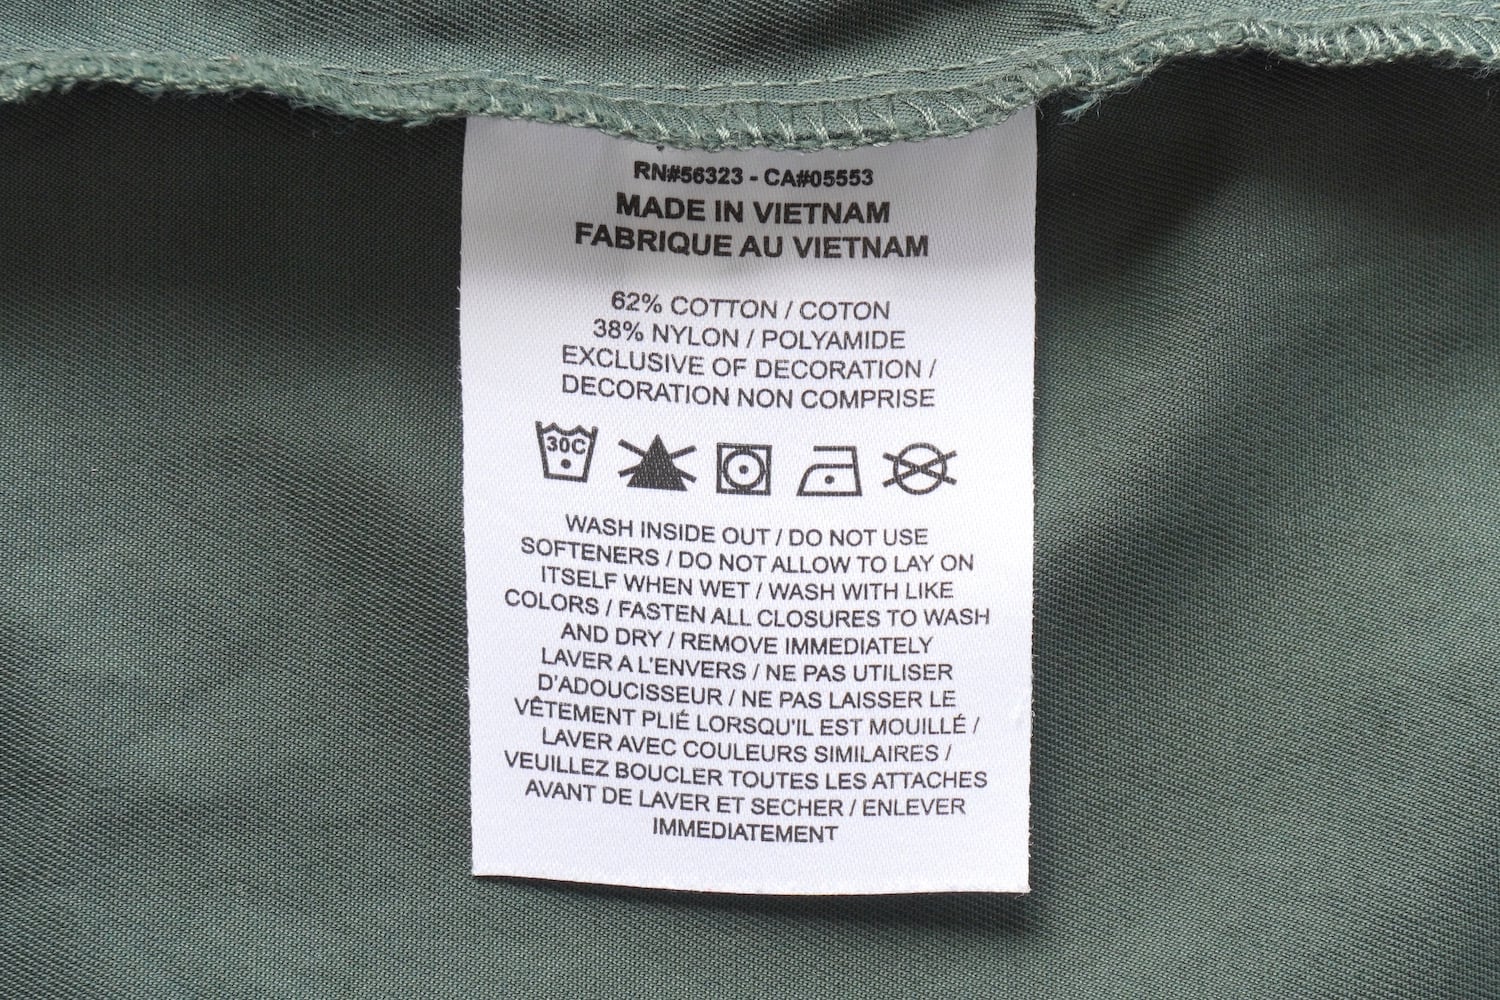 RN#56323 - CA#05553
MADE IN VIETNAM
FABRIQUE AU VIETNAM
62% COTTON / COTON
38% NYLON / POLYAMIDE
EXCLUSIVE OF DECORATION /
DECORATION NON COMPRISE
30C
WASH INSIDE OUT / DO NOT USE
SOFTENERS / DO NOT ALLOW TO LAY ON
ITSELF WHEN WET / WASH WITH LIKE
COLORS / FASTEN ALL CLOSURES TO WASH
AND DRY / REMOVE IMMEDIATELY
LAVER A L'ENVERS / NE PAS UTILISER
D'ADOUCISSEUR / NE PAS LAISSER LE
VÊTEMENT PLIÉ LORSQU'IL EST MOUILLÉ /
LAVER AVEC COULEURS SIMILAIRES /
VEUILLEZ BOUCLER TOUTES LES ATTACHES
AVANT DE LAVER ET SECHER / ENLEVER
IMMEDIATEMENT